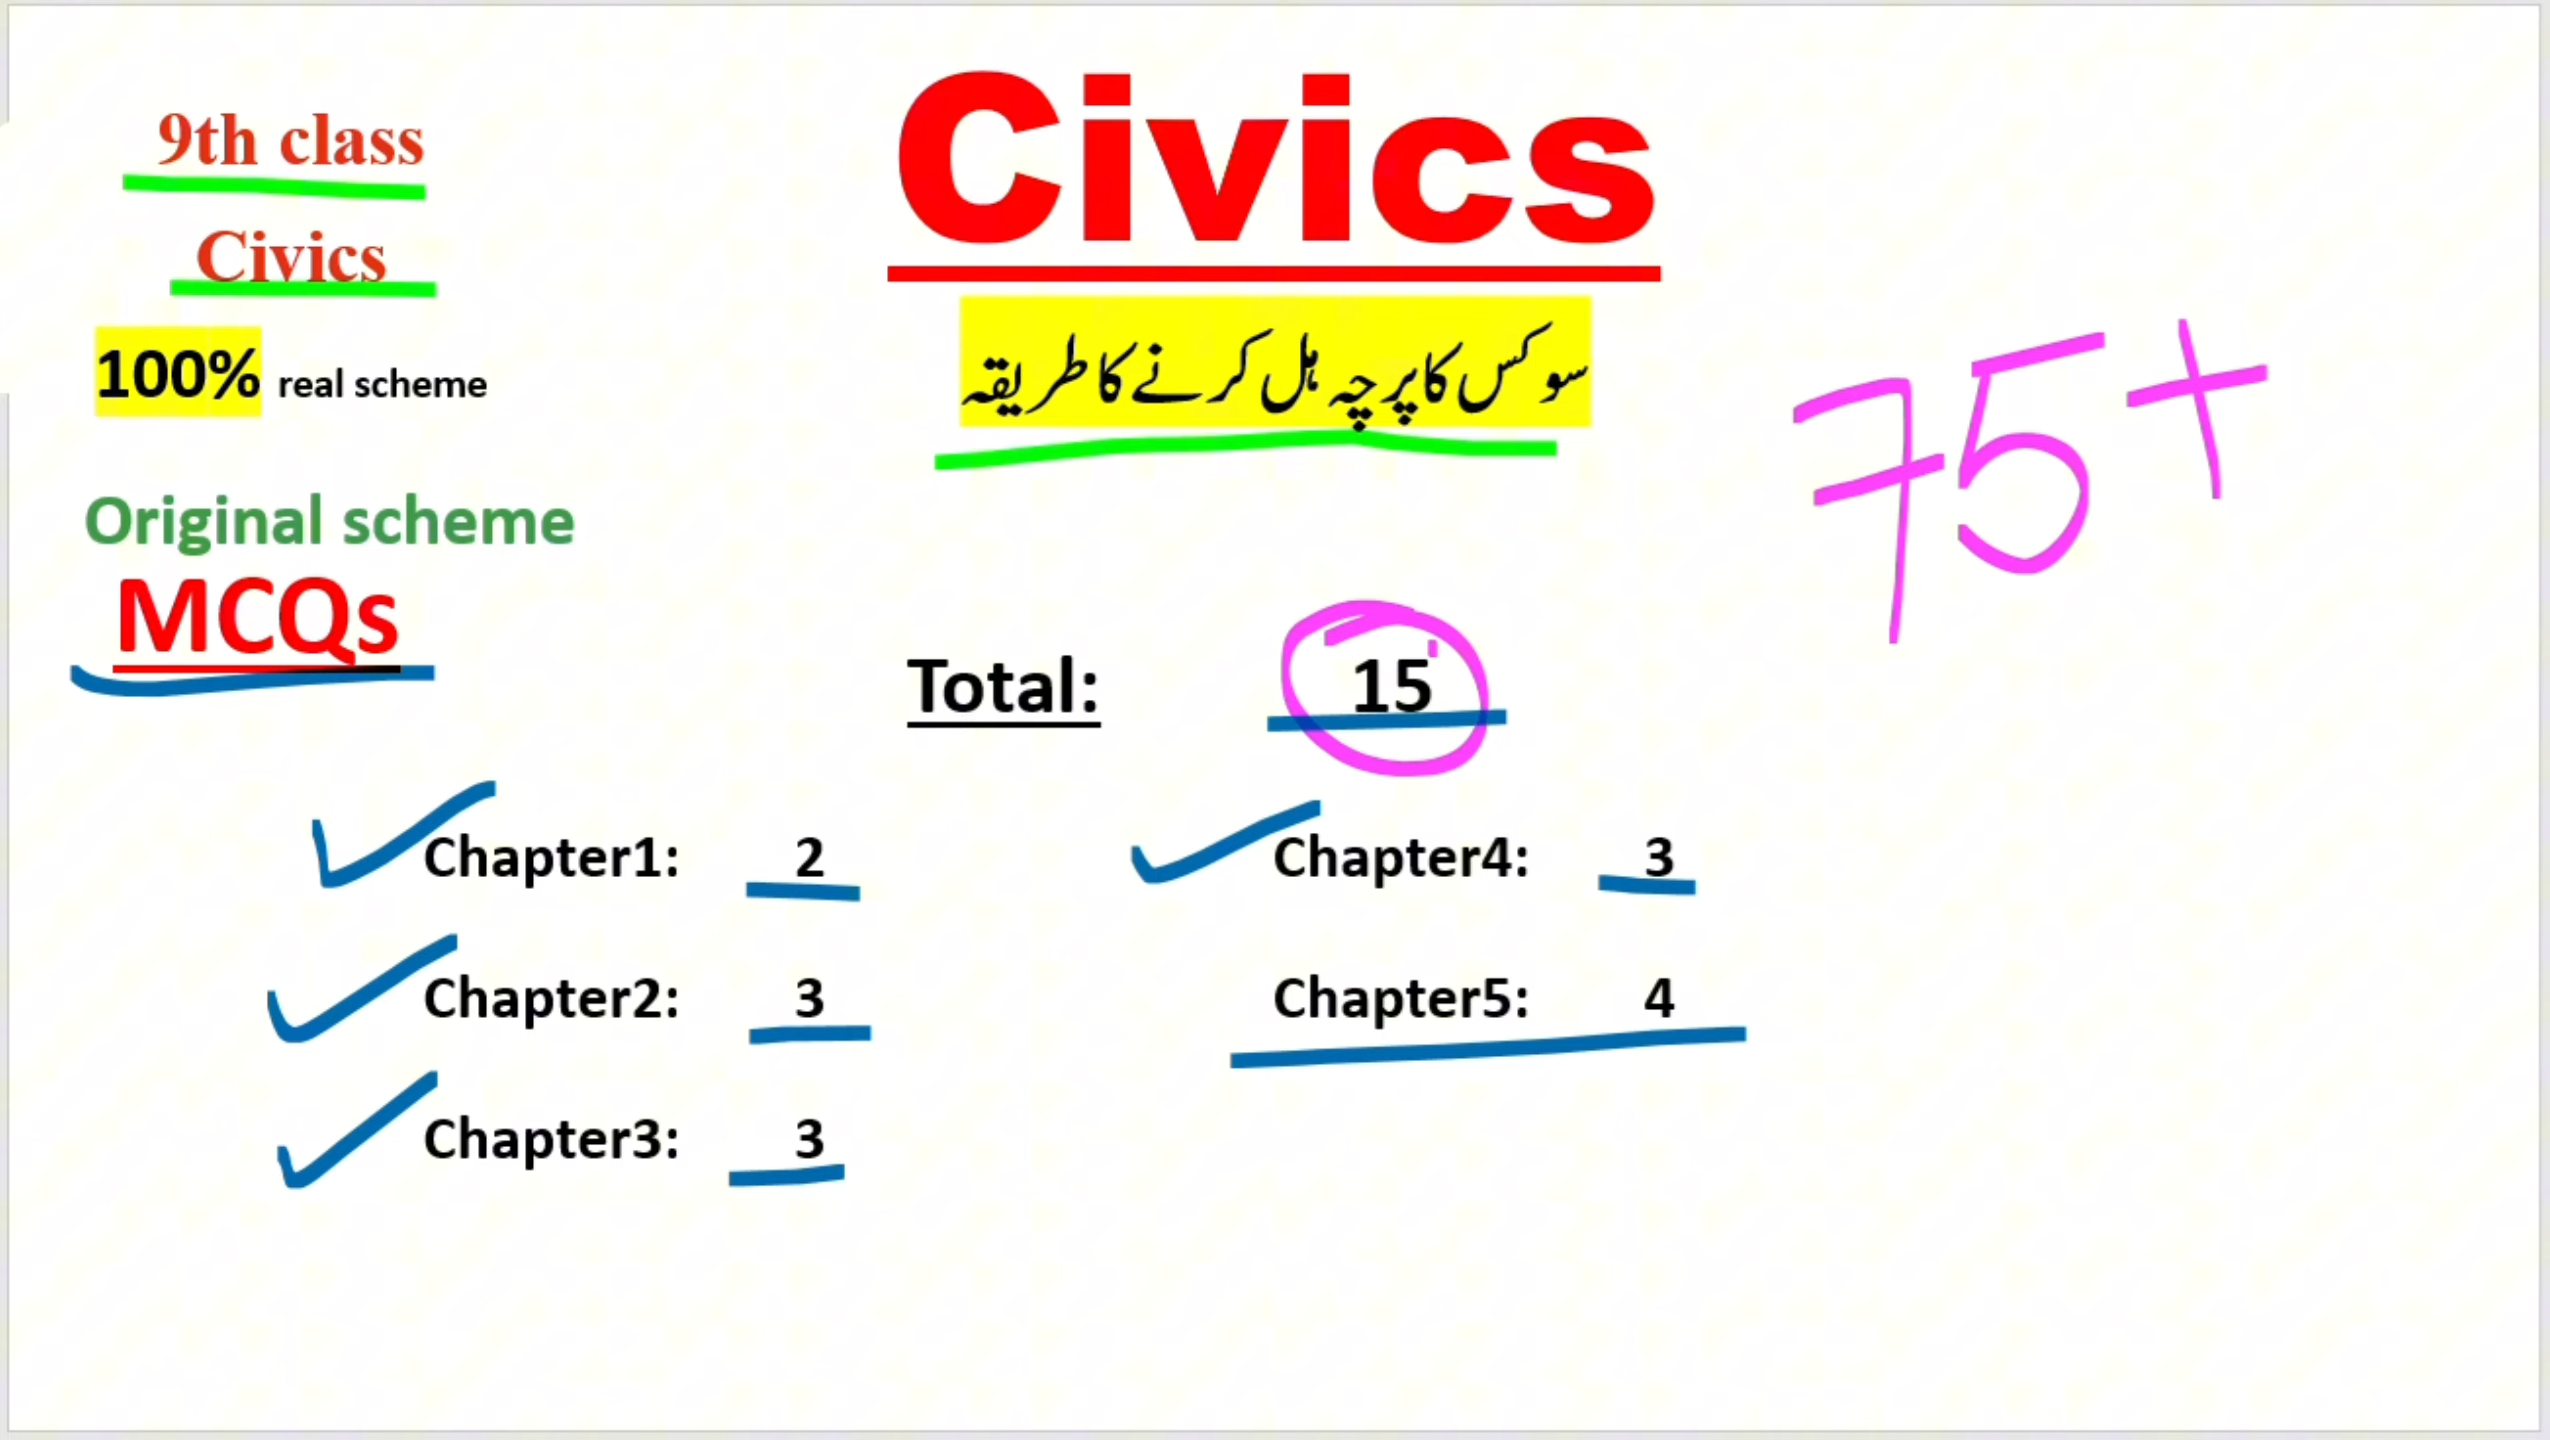 Civics
9th class
Civics
سوکس کا پرچہ ہل کرنے کا طریقہ
100% real scheme
75+
Original scheme
MCQs
Total: 15
Chapter1: 2 Chapter4: 3
Chapter2: 3 Chapter5: 4
Chapter3: 3